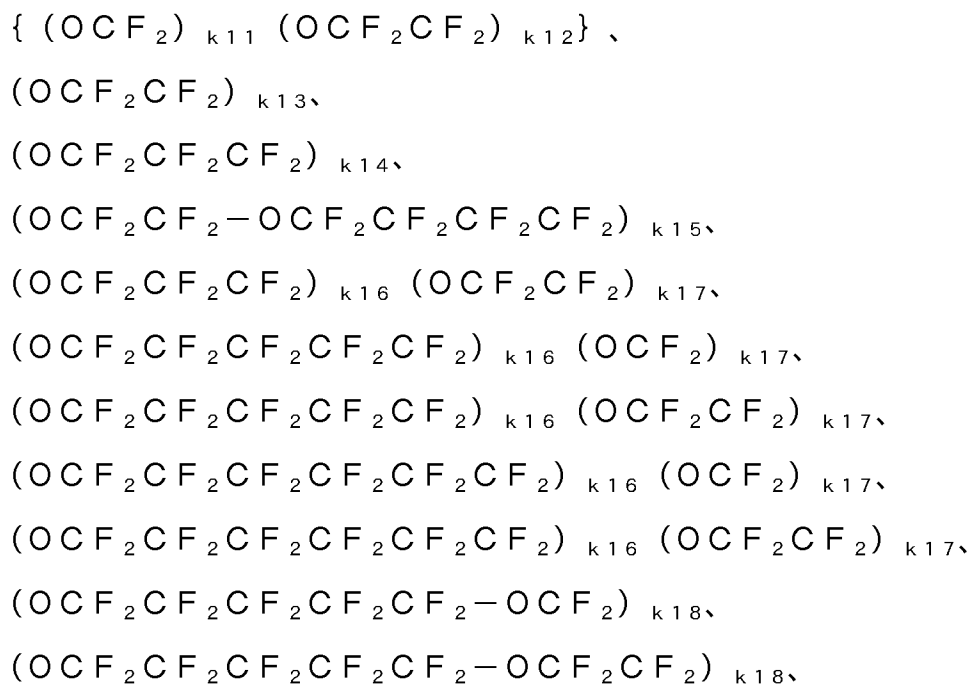 {（ＯＣＦ₂）ₖ₁₁（ＯＣＦ₂ＣＦ₂）ₖ₁₂}、
（ＯＣＦ₂ＣＦ₂）ₖ₁₃、
（ＯＣＦ₂ＣＦ₂ＣＦ₂）ₖ₁₄、
（ＯＣＦ₂ＣＦ₂－ＯＣＦ₂ＣＦ₂ＣＦ₂ＣＦ₂）ₖ₁₅、
（ＯＣＦ₂ＣＦ₂ＣＦ₂）ₖ₁₆（ＯＣＦ₂ＣＦ₂）ₖ₁₇、
（ＯＣＦ₂ＣＦ₂ＣＦ₂ＣＦ₂ＣＦ₂）ₖ₁₆（ＯＣＦ₂）ₖ₁₇、
（ＯＣＦ₂ＣＦ₂ＣＦ₂ＣＦ₂ＣＦ₂）ₖ₁₆（ＯＣＦ₂ＣＦ₂）ₖ₁₇、
（ＯＣＦ₂ＣＦ₂ＣＦ₂ＣＦ₂ＣＦ₂ＣＦ₂）ₖ₁₆（ＯＣＦ₂）ₖ₁₇、
（ＯＣＦ₂ＣＦ₂ＣＦ₂ＣＦ₂ＣＦ₂ＣＦ₂）ₖ₁₆（ＯＣＦ₂ＣＦ₂）ₖ₁₇、
（ＯＣＦ₂ＣＦ₂ＣＦ₂ＣＦ₂ＣＦ₂－ＯＣＦ₂）ₖ₁₈、
（ＯＣＦ₂ＣＦ₂ＣＦ₂ＣＦ₂ＣＦ₂－ＯＣＦ₂ＣＦ₂）ₖ₁₈、